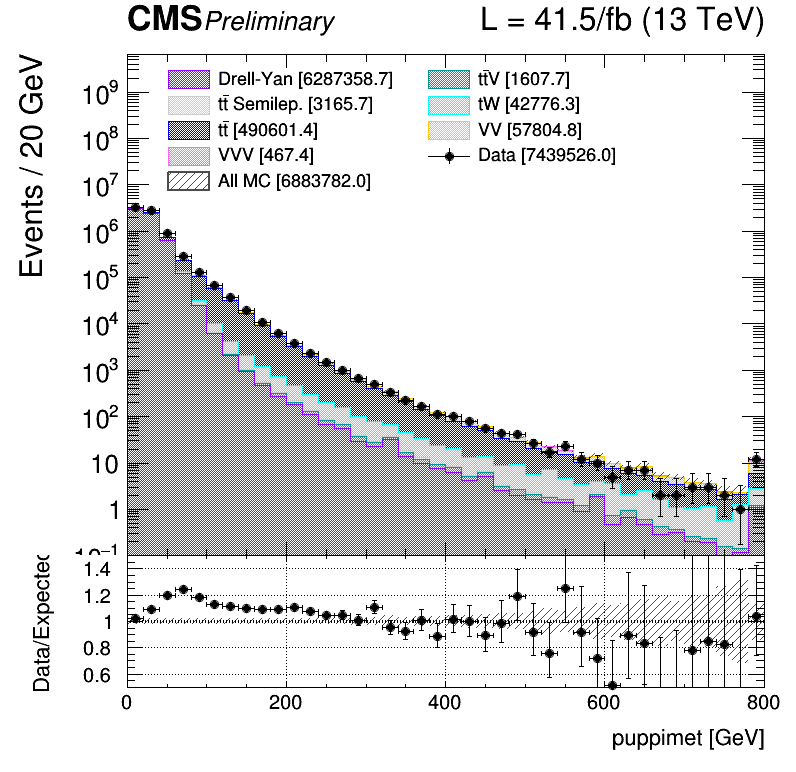 CMS Preliminary L = 41.5/fb (13 TeV)
Events / 20 GeV
Drell-Yan [6287358.7] tt̄V [1607.7]
tt̄ Semilep. [3165.7] tW [42776.3]
tt̄ [490601.4] VV [57804.8]
VVV [467.4] Data [7439526.0]
All MC [6883782.0]
10⁹
10⁸
10⁷
10⁶
10⁵
10⁴
10³
10²
10
1
10⁻¹
Data/Expected
1.4
1.2
1
0.8
0.6
0 200 400 600 800
puppimet [GeV]